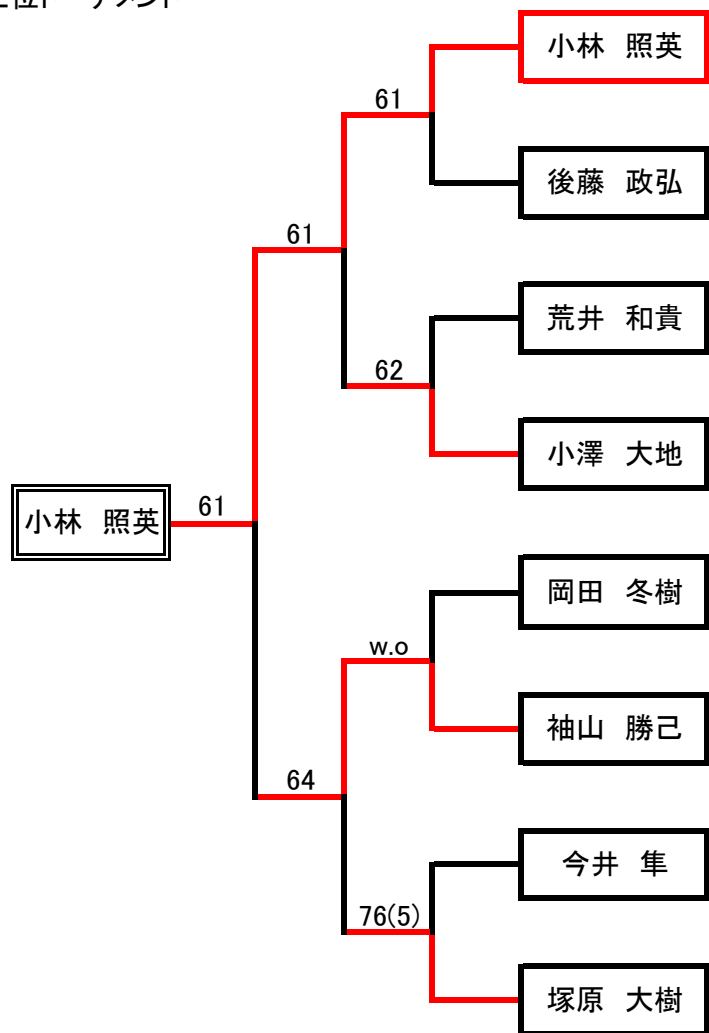 小林 照英
61
後藤 政弘
61
荒井 和貴
62
小澤 大地
小林 照英
61
岡田 冬樹
w.o
袖山 勝己
64
今井 隼
76(5)
塚原 大樹